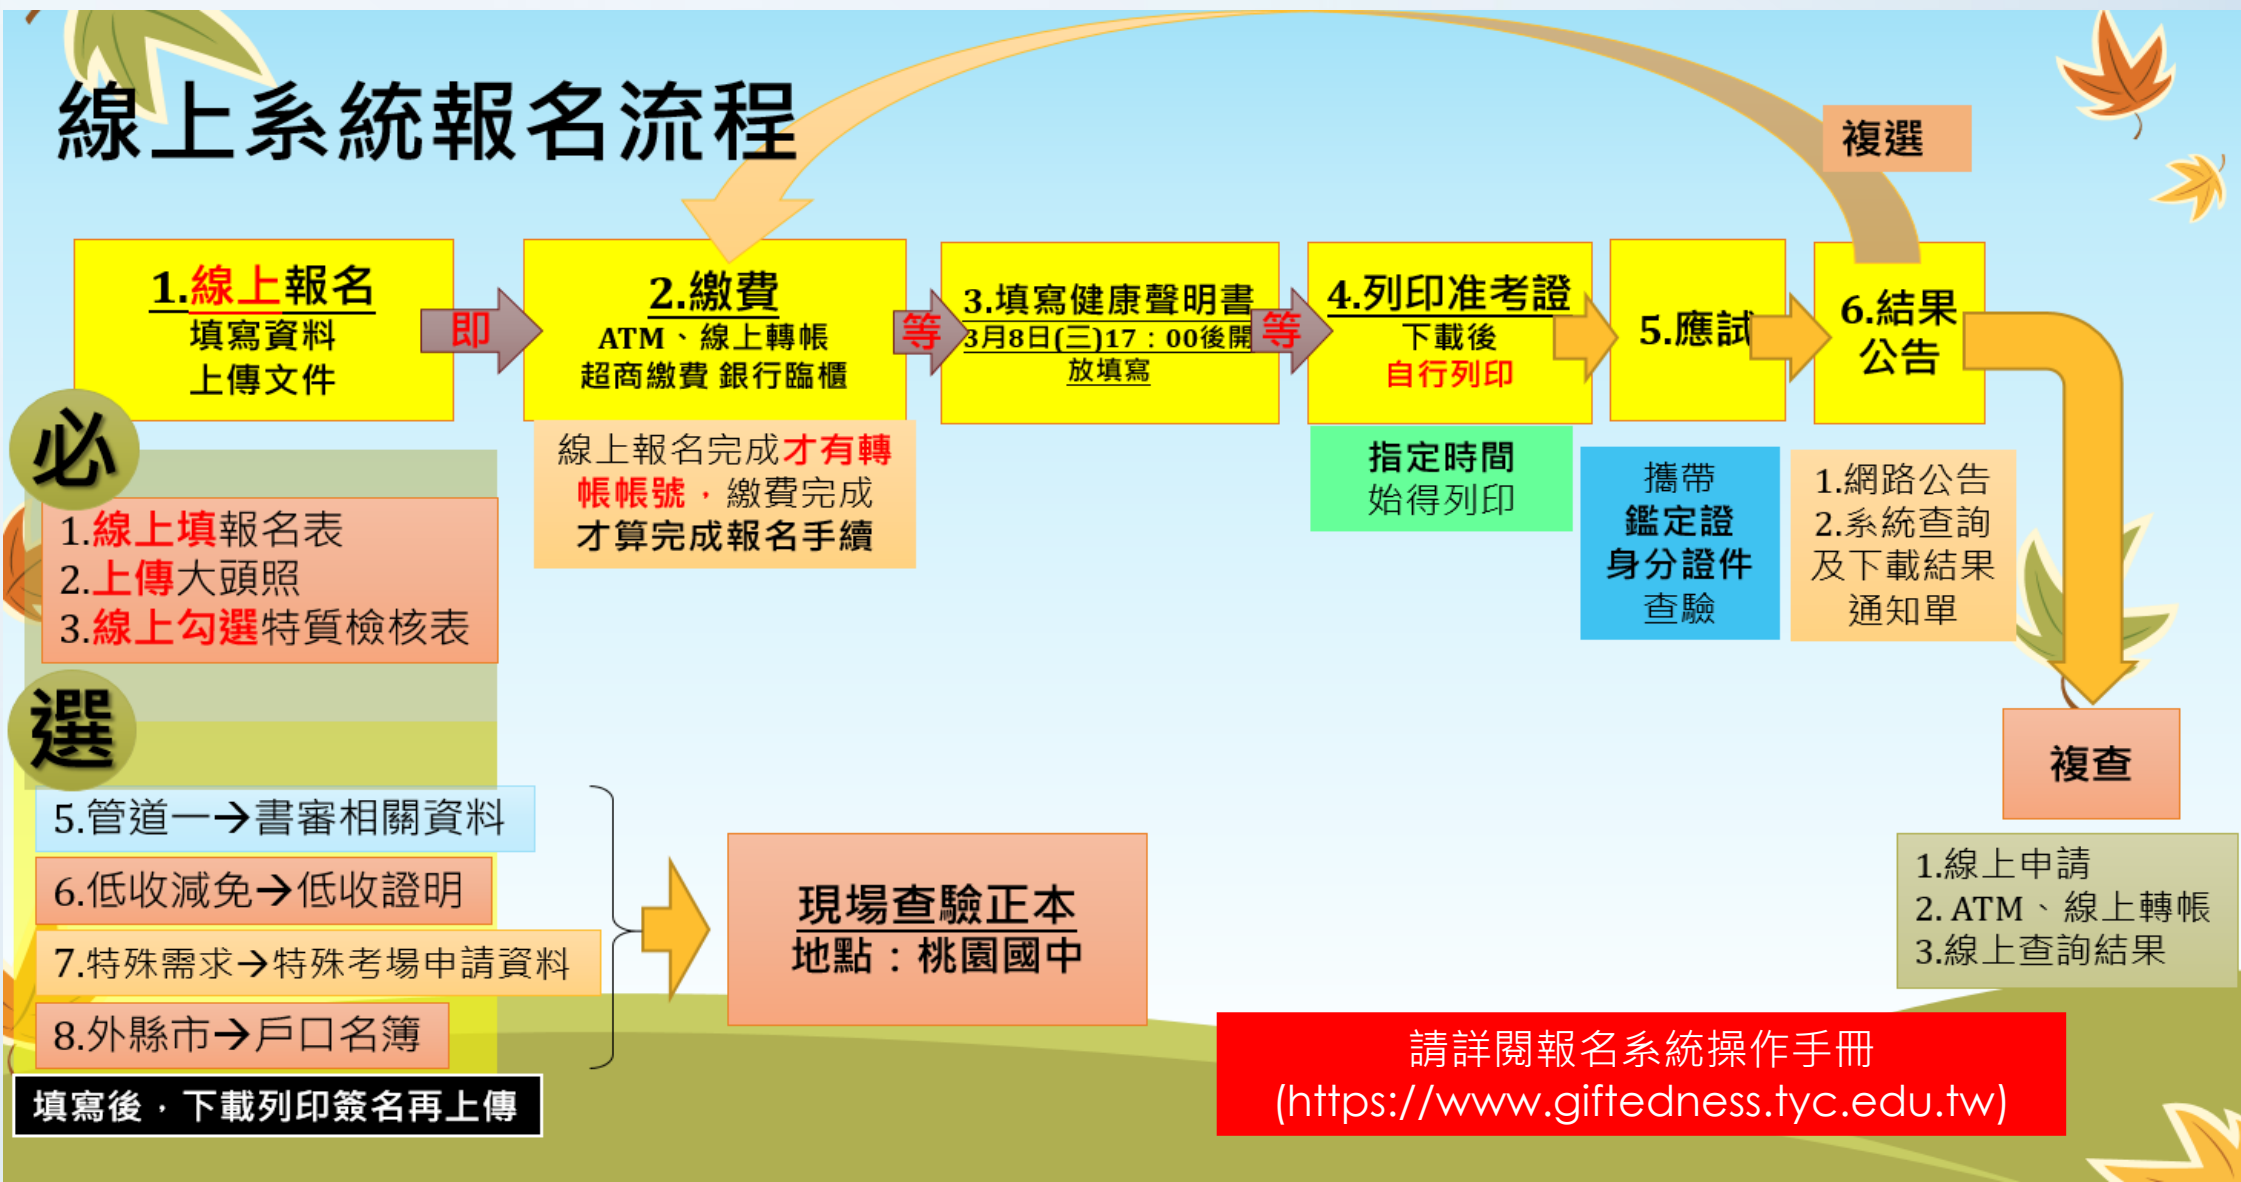 線上系統報名流程
複選
1.線上報名
填寫資料
上傳文件
即
2.繳費
ATM、線上轉帳
超商繳費 銀行臨櫃
等
3.填寫健康聲明書
3月8日(三)17：00後開
放填寫
等
4.列印准考證
下載後
自行列印
5.應試
6.結果
公告
線上報名完成才有轉
帳帳號，繳費完成
才算完成報名手續
指定時間
始得列印
攜帶
鑑定證
身分證件
查驗
1.網路公告
2.系統查詢
及下載結果
通知單
必
1.線上填報名表
2.上傳大頭照
3.線上勾選特質檢核表
選
5.管道一→書審相關資料
6.低收減免→低收證明
7.特殊需求→特殊考場申請資料
8.外縣市→戶口名簿
填寫後，下載列印簽名再上傳
現場查驗正本
地點：桃園國中
複查
1.線上申請
2. ATM、線上轉帳
3.線上查詢結果
請詳閱報名系統操作手冊
(https://www.giftedness.tyc.edu.tw)